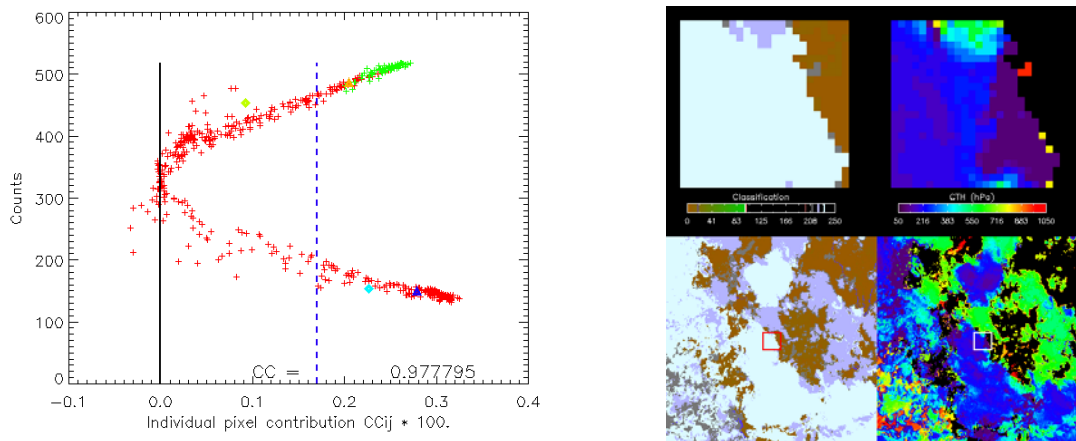 600
500
400
300
200
100
0
Counts
CC = 0.977795
-0.1 0.0 0.1 0.2 0.3 0.4
Individual pixel contribution CCij * 100.
Classification
0 41 83 125 166 208 250
CTH (hPa)
50 216 383 550 716 883 1050